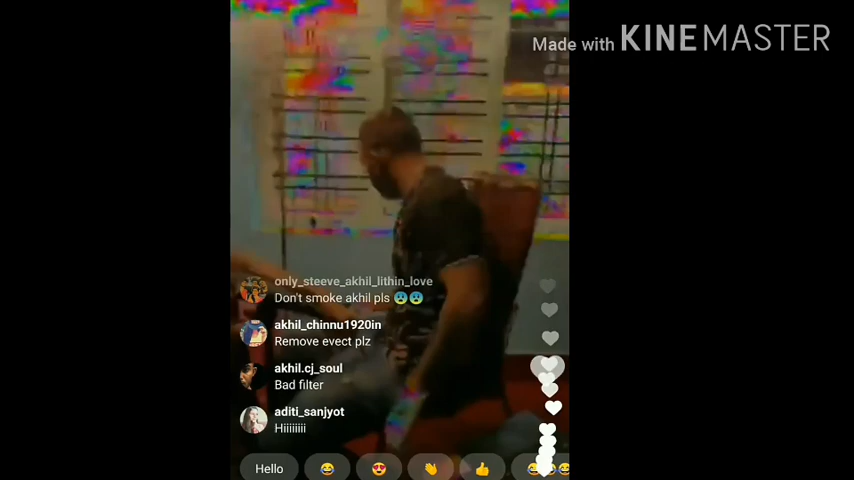 Made with KINEMASTER
only_steeve_akhil_lithin_love
Don't smoke akhil pls 😰😰
akhil_chinnu1920in
Remove evect plz
akhil.cj_soul
Bad filter
aditi_sanjyot
Hiiiiiiii
Hello 😂 😍 👏 👍 😂😂😂